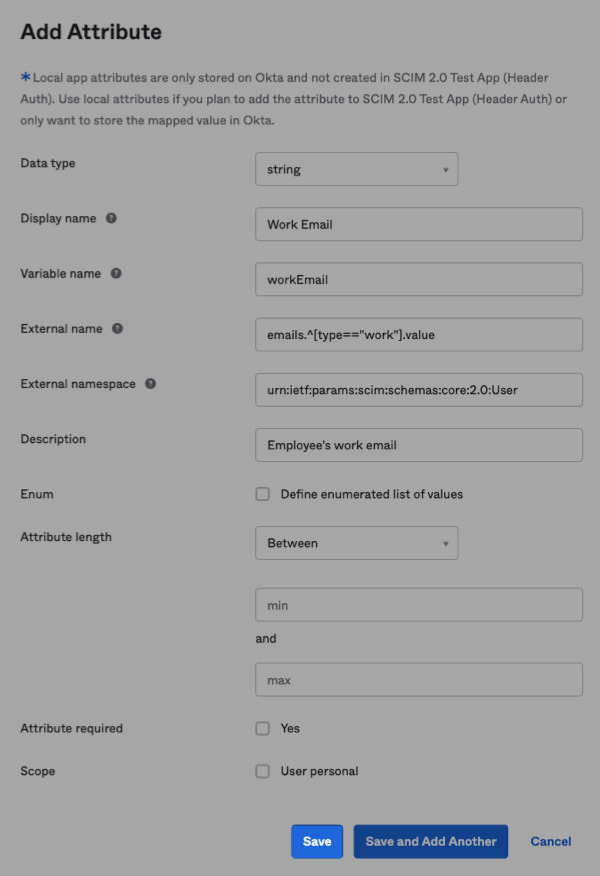 Add Attribute
* Local app attributes are only stored on Okta and not created in SCIM 2.0 Test App (Header
Auth). Use local attributes if you plan to add the attribute to SCIM 2.0 Test App (Header Auth) or
only want to store the mapped value in Okta.
Data type
string
Display name ?
Work Email
Variable name ?
workEmail
External name ?
emails.^[type=="work"].value
External namespace ?
urn:ietf:params:scim:schemas:core:2.0:User
Description
Employee's work email
Enum
Define enumerated list of values
Attribute length
Between
min
and
max
Attribute required
Yes
Scope
User personal
Save
Save and Add Another
Cancel